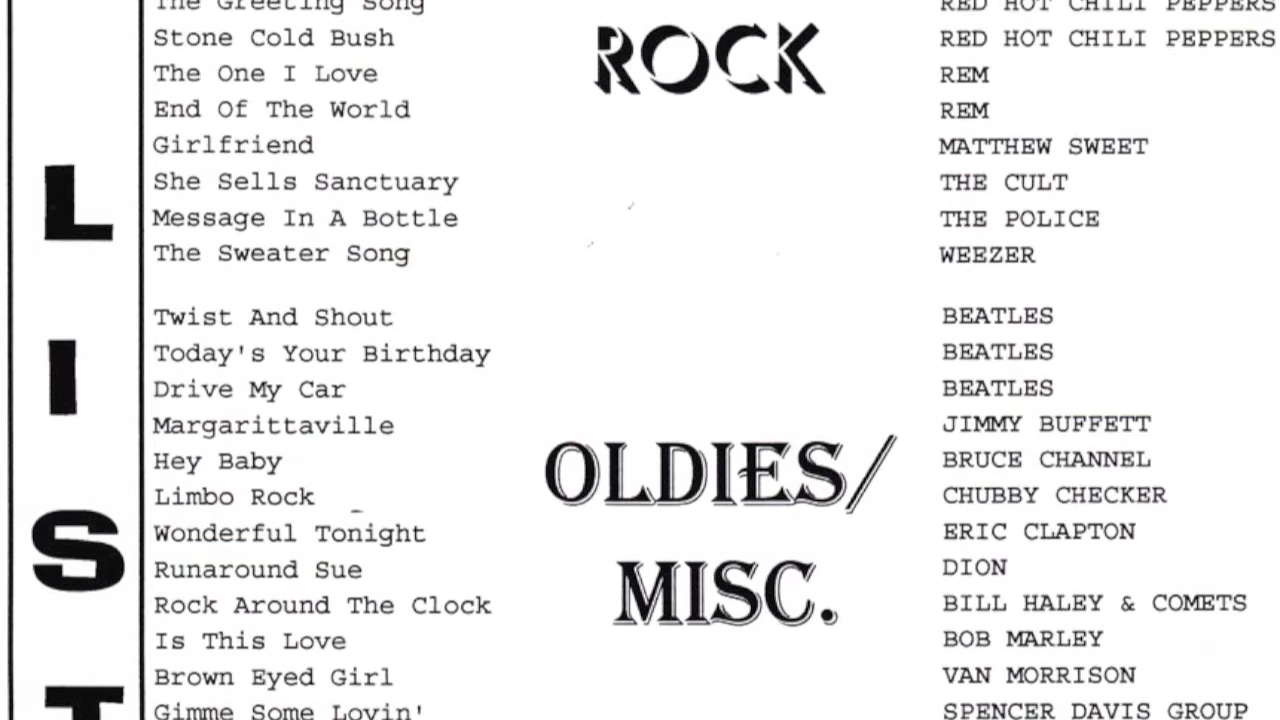 The Greeting Song RED HOT CHILI PEPPERS
ROCK
Stone Cold Bush RED HOT CHILI PEPPERS
The One I Love REM
End Of The World REM
Girlfriend MATTHEW SWEET
She Sells Sanctuary THE CULT
Message In A Bottle THE POLICE
The Sweater Song WEEZER
Twist And Shout BEATLES
Today's Your Birthday BEATLES
Drive My Car BEATLES
Margarittaville JIMMY BUFFETT
Hey Baby BRUCE CHANNEL
OLDIES/
Limbo Rock CHUBBY CHECKER
Wonderful Tonight ERIC CLAPTON
Runaround Sue DION
MISC.
Rock Around The Clock BILL HALEY & COMETS
Is This Love BOB MARLEY
Brown Eyed Girl VAN MORRISON
Gimme Some Lovin' SPENCER DAVIS GROUP
LIST